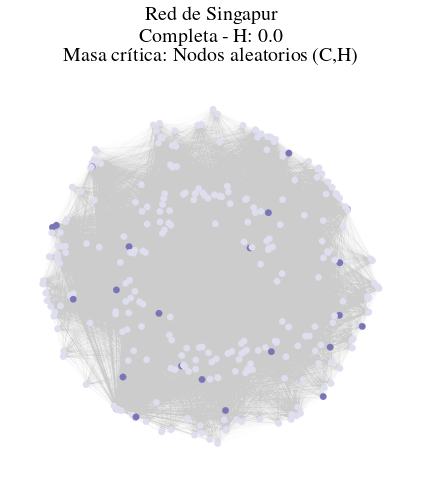 Red de Singapur
Completa - H: 0.0
Masa crítica: Nodos aleatorios (C,H)